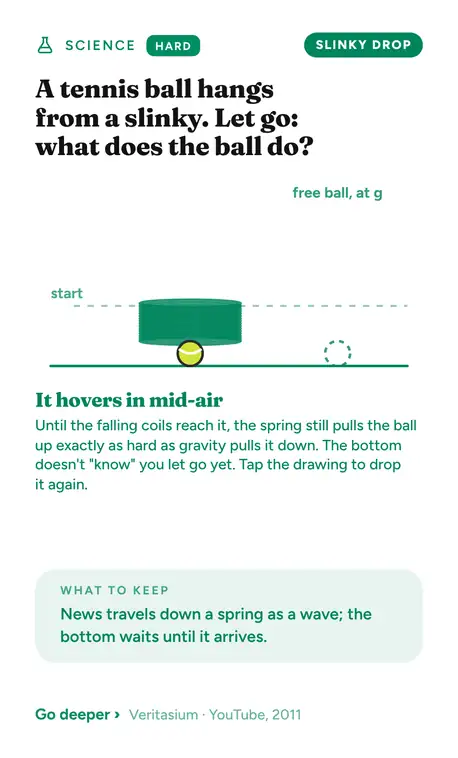 SCIENCE HARD SLINKY DROP
A tennis ball hangs
from a slinky. Let go:
what does the ball do?
free ball, at g
start
It hovers in mid-air
Until the falling coils reach it, the spring still pulls the ball
up exactly as hard as gravity pulls it down. The bottom
doesn't "know" you let go yet. Tap the drawing to drop
it again.
WHAT TO KEEP
News travels down a spring as a wave; the
bottom waits until it arrives.
Go deeper › Veritasium · YouTube, 2011